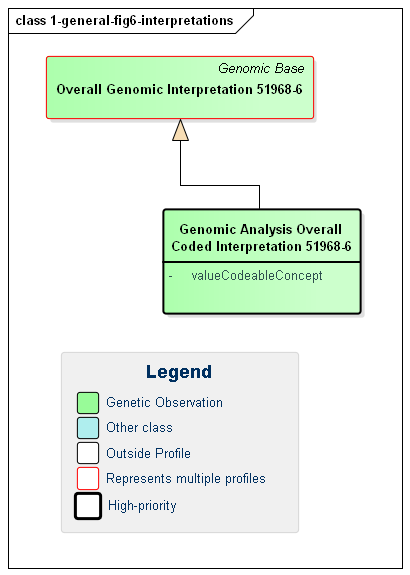 class 1-general-fig6-interpretations
Genomic Base
Overall Genomic Interpretation 51968-6
Genomic Analysis Overall
Coded Interpretation 51968-6
- valueCodeableConcept
Legend
Genetic Observation
Other class
Outside Profile
Represents multiple profiles
High-priority